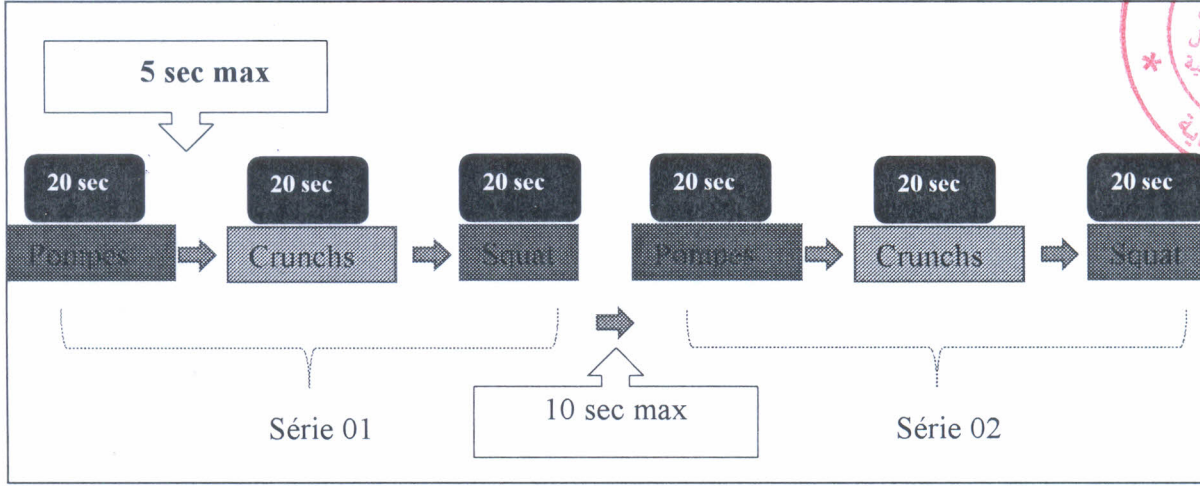 5 sec max
20 sec
20 sec
20 sec
20 sec
20 sec
20 sec
Pompes
Crunchs
Squat
Pompes
Crunchs
Squat
10 sec max
Série 01
Série 02